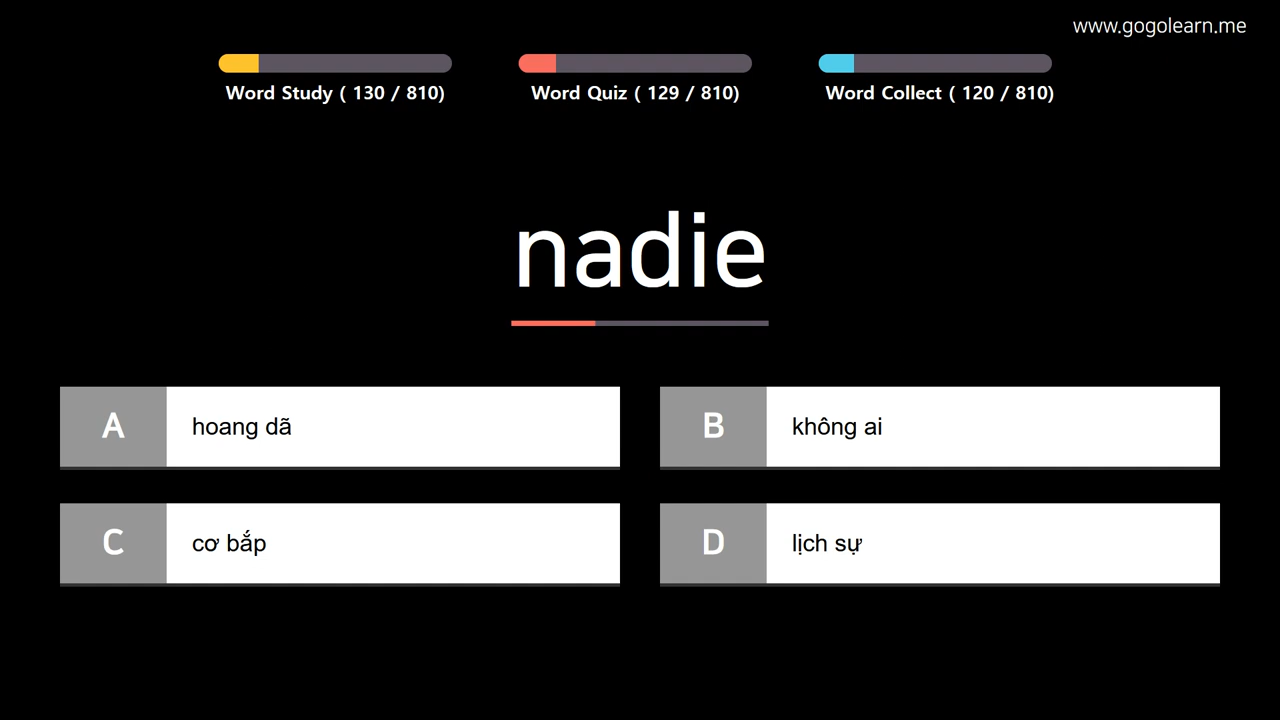 www.gogolearn.me
Word Study ( 130 / 810)
Word Quiz ( 129 / 810)
Word Collect ( 120 / 810)
nadie
A
hoang dã
B
không ai
C
cơ bắp
D
lịch sự